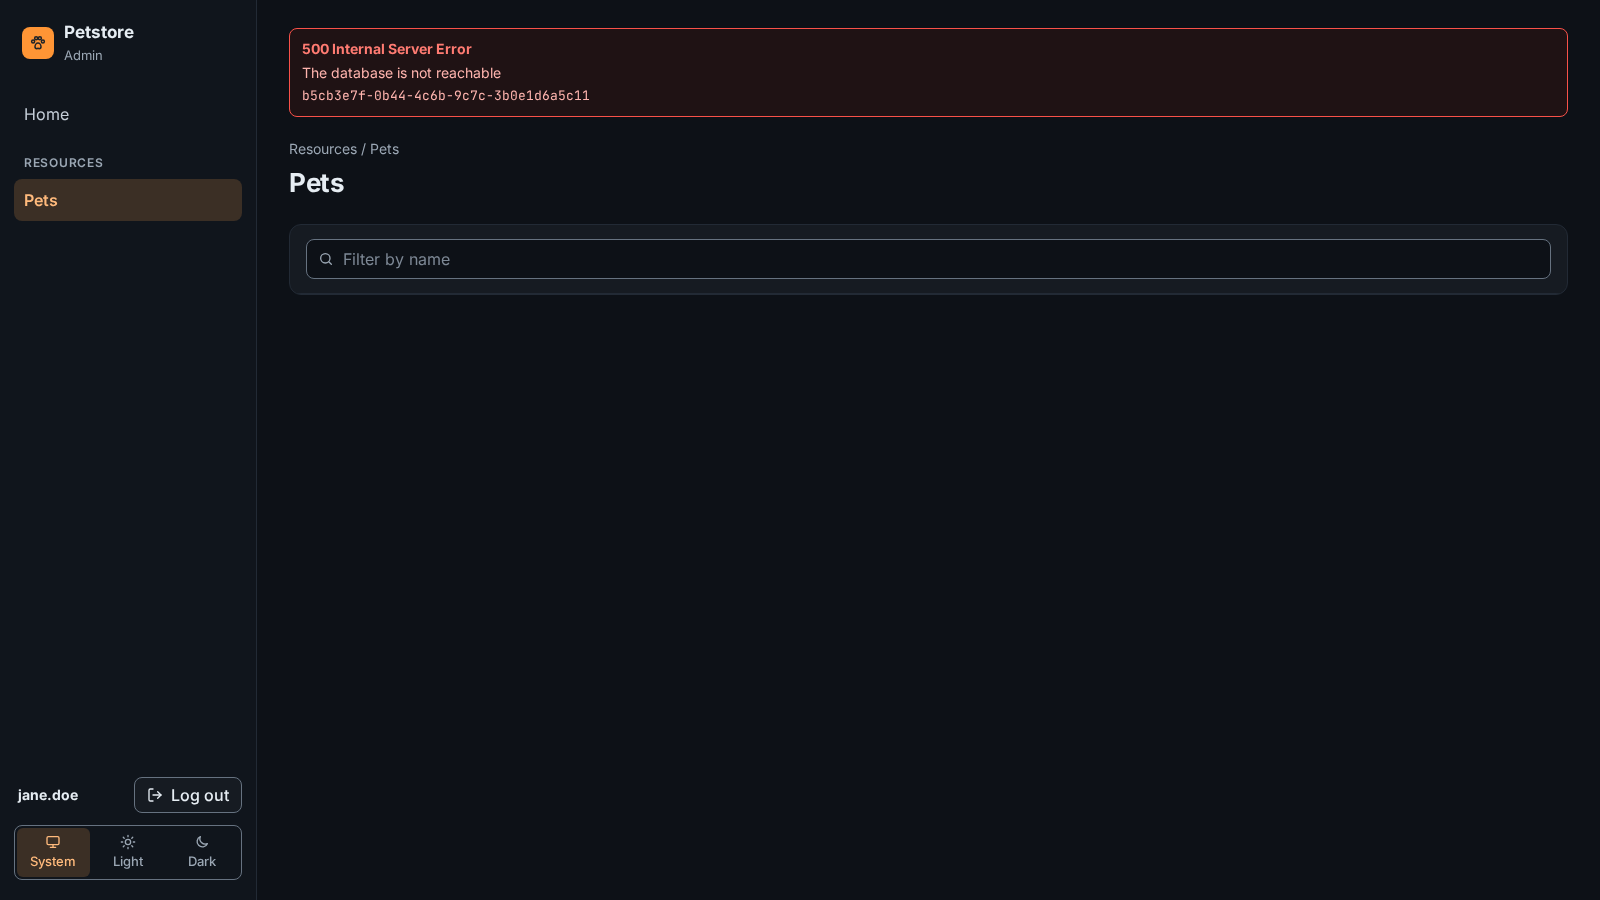 Petstore
Admin
Home
RESOURCES
Pets
jane.doe
Log out
System
Light
Dark
500 Internal Server Error
The database is not reachable
b5cb3e7f-0b44-4c6b-9c7c-3b0e1d6a5c11
Resources / Pets
Pets
Filter by name